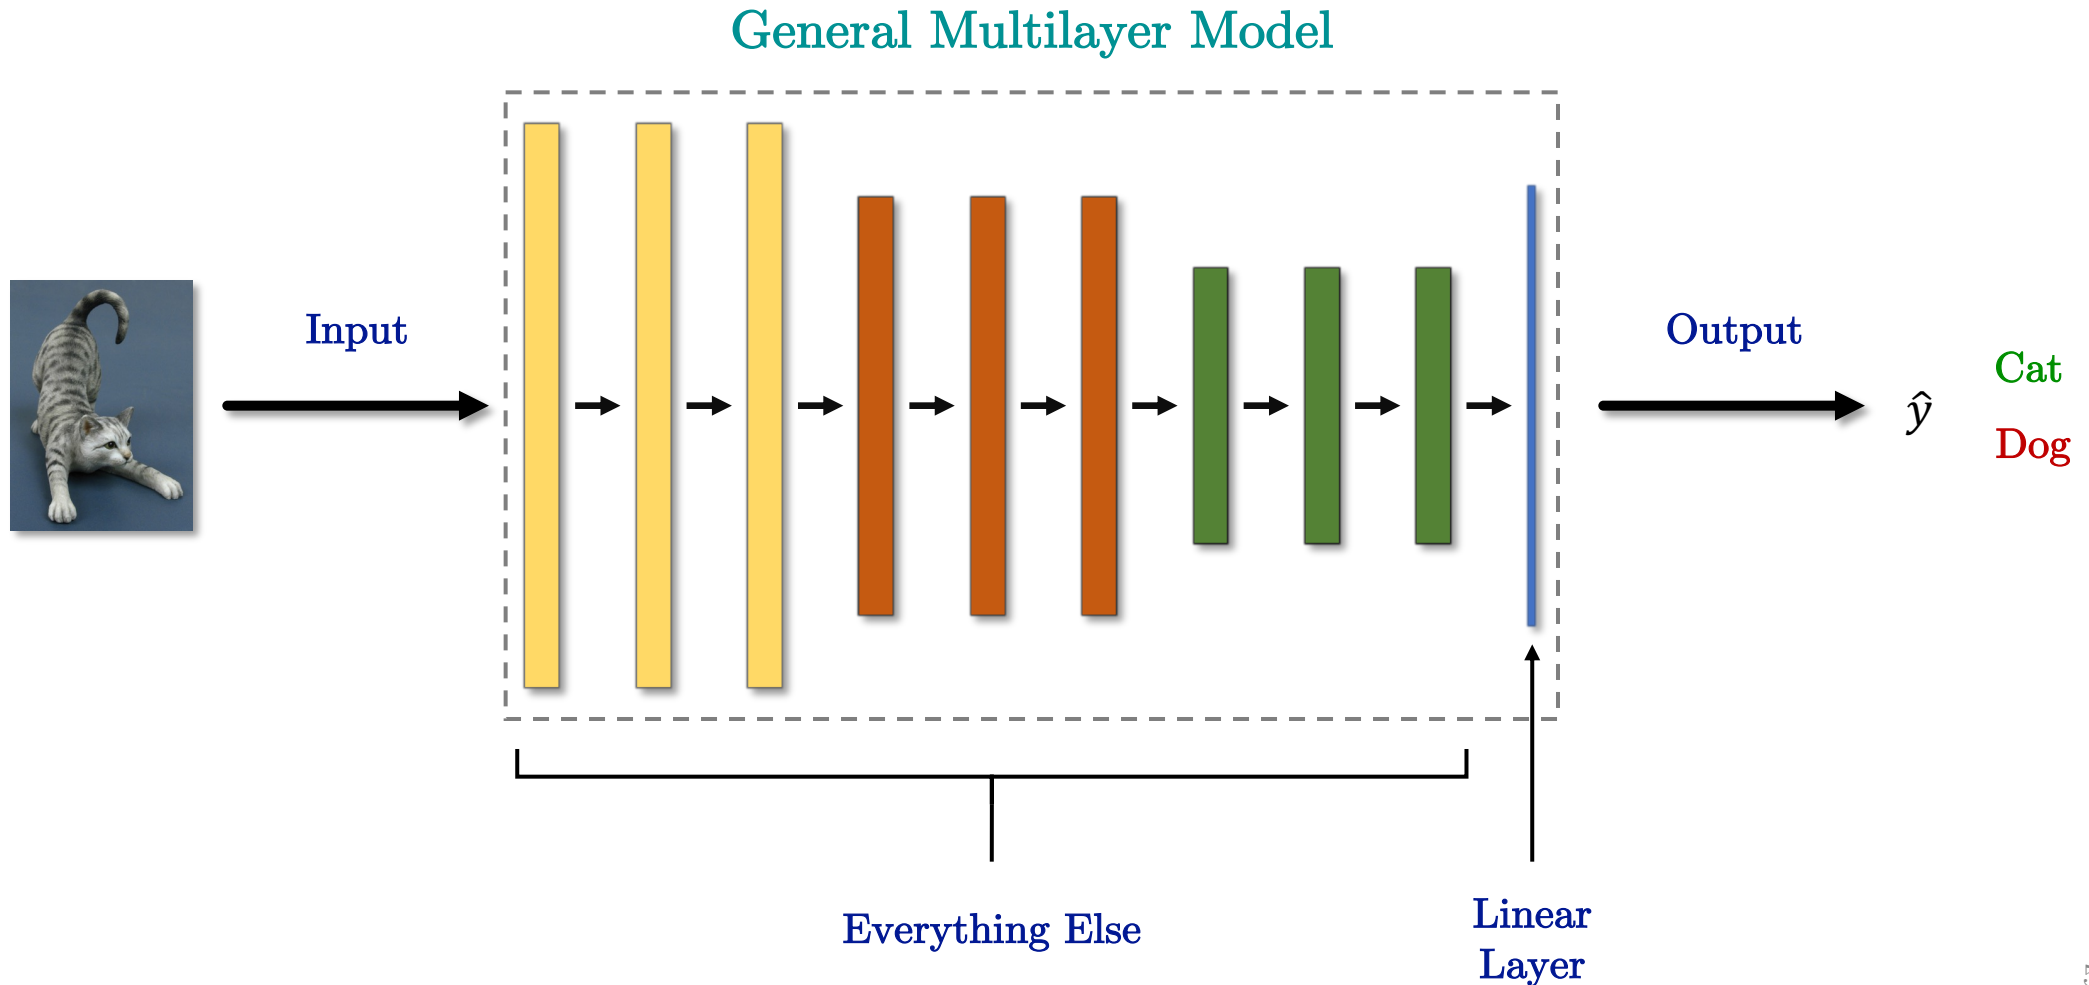 General Multilayer Model
Input
Output
Cat
ŷ
Dog
Everything Else
Linear
Layer